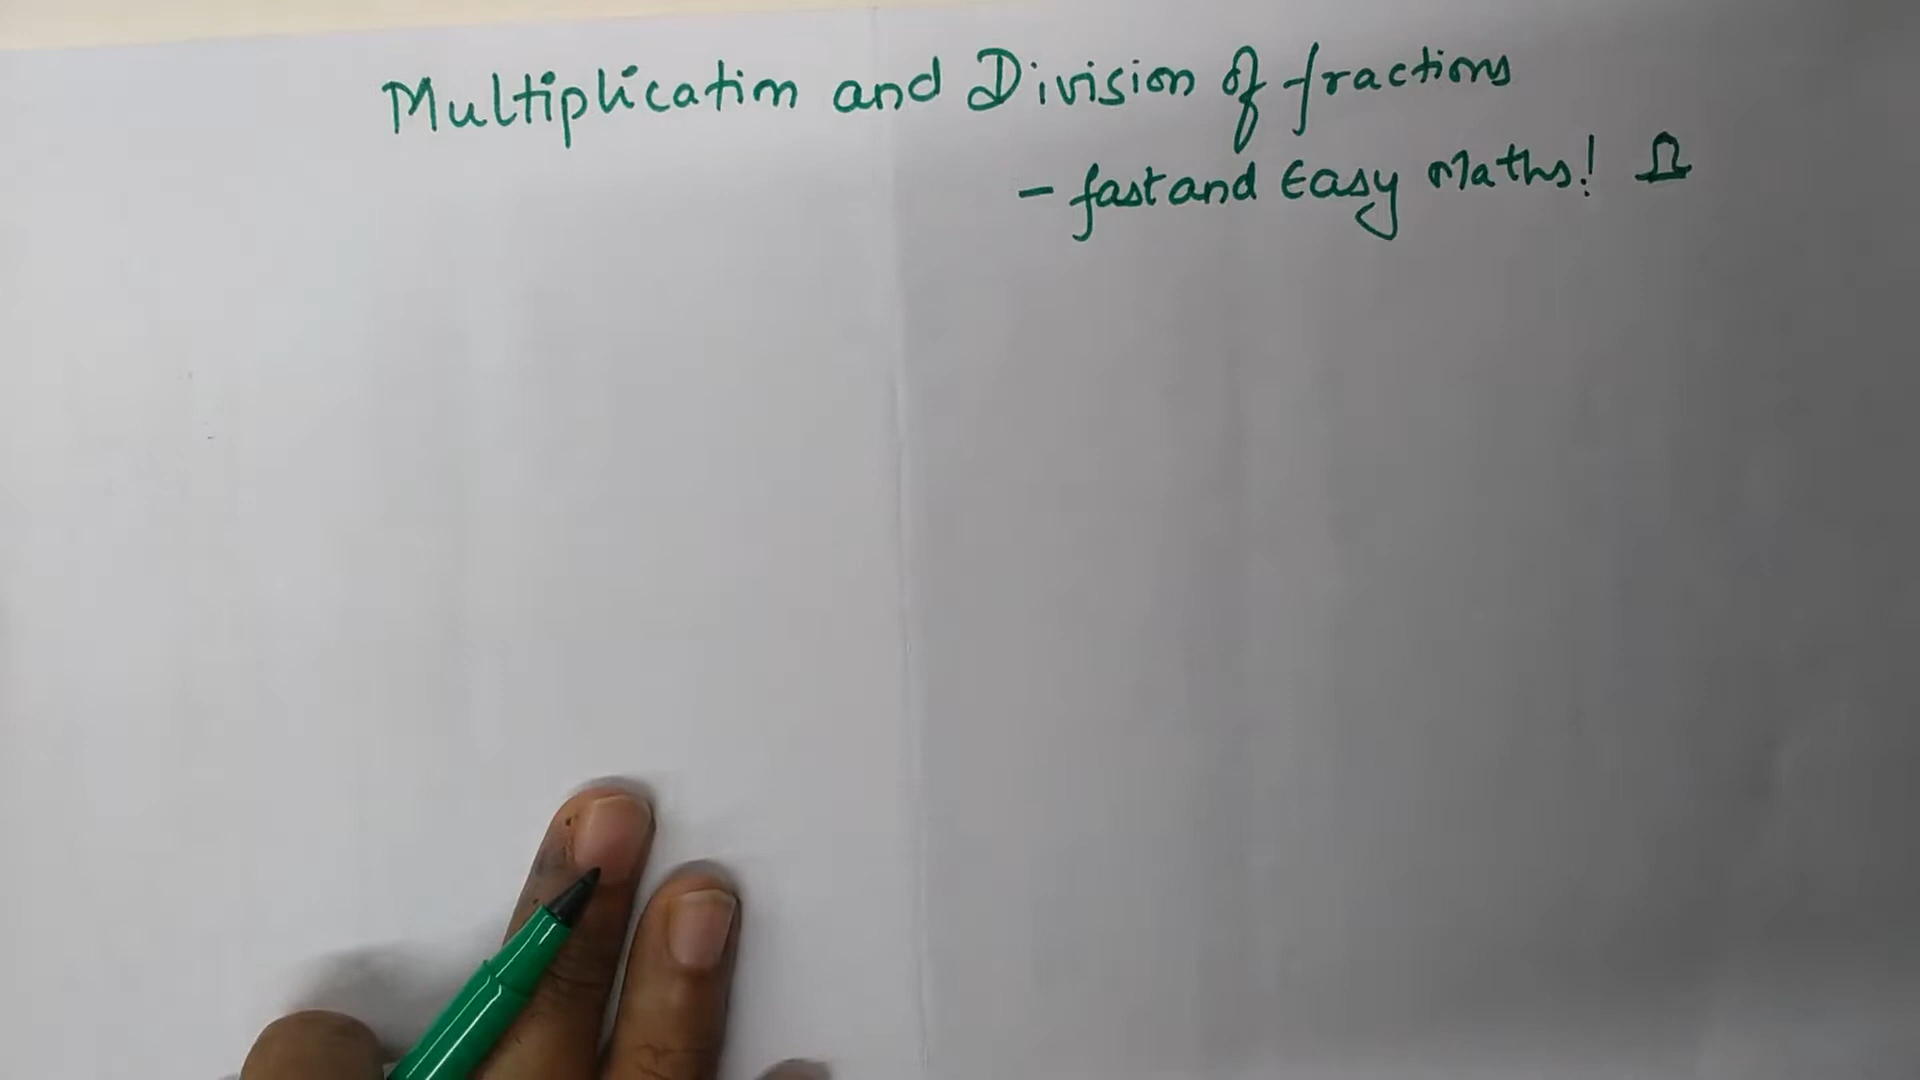 Multiplication and Division of fractions
- fast and Easy Maths! Ω